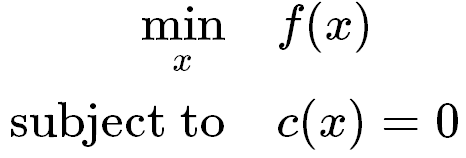 min f(x)
x
subject to c(x) = 0